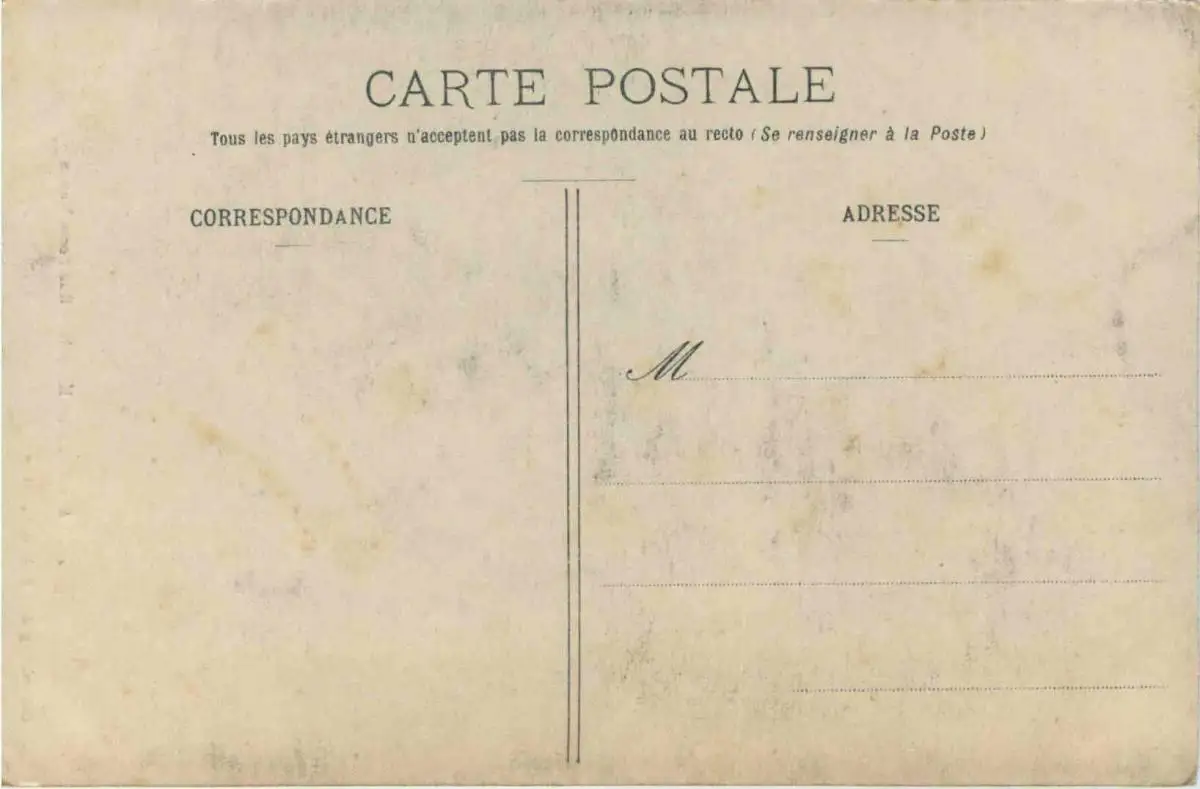 CARTE POSTALE
Tous les pays étrangers n'acceptent pas la correspondance au recto (Se renseigner à la Poste)
CORRESPONDANCE
ADRESSE
M